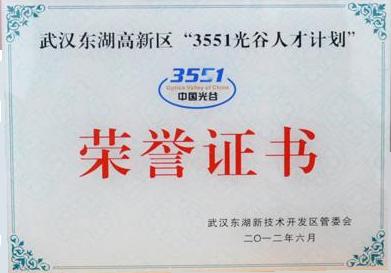 武汉东湖高新区“3551光谷人才计划”
3551
Optics Valley of China
中国光谷
荣誉证书
武汉东湖新技术开发区管委会
二〇一二年六月